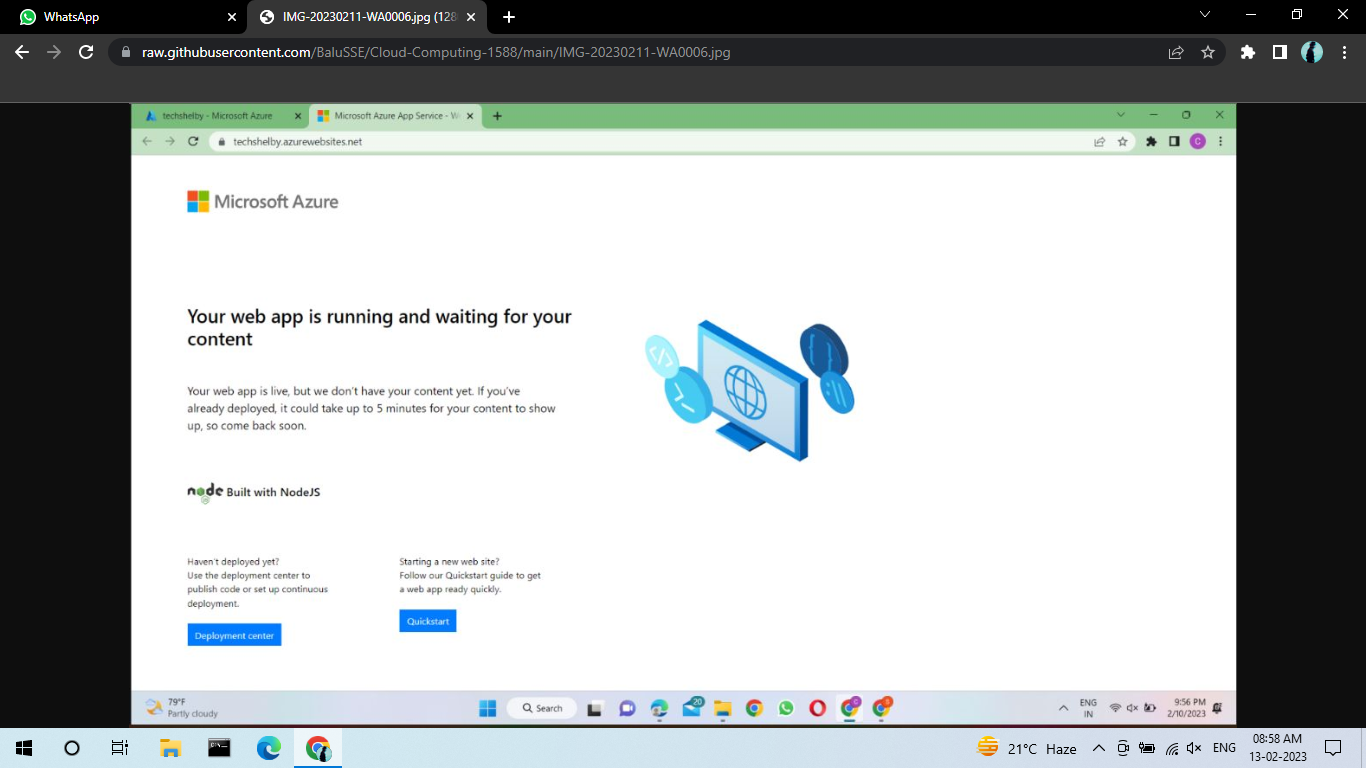 WhatsApp
IMG-20230211-WA0006.jpg (128
raw.githubusercontent.com/BaluSSE/Cloud-Computing-1588/main/IMG-20230211-WA0006.jpg
techshelby - Microsoft Azure
Microsoft Azure App Service - W
techshelby.azurewebsites.net
C
Microsoft Azure
Your web app is running and waiting for your
content
Your web app is live, but we don't have your content yet. If you've
already deployed, it could take up to 5 minutes for your content to show
up, so come back soon.
node Built with NodeJS
Haven't deployed yet?
Use the deployment center to
publish code or set up continuous
deployment.
Deployment center
Starting a new web site?
Follow our Quickstart guide to get
a web app ready quickly.
Quickstart
79°F
Partly cloudy
Search
20
ENG
IN
9:56 PM
2/10/2023
21°C Haze
ENG
08:58 AM
13-02-2023